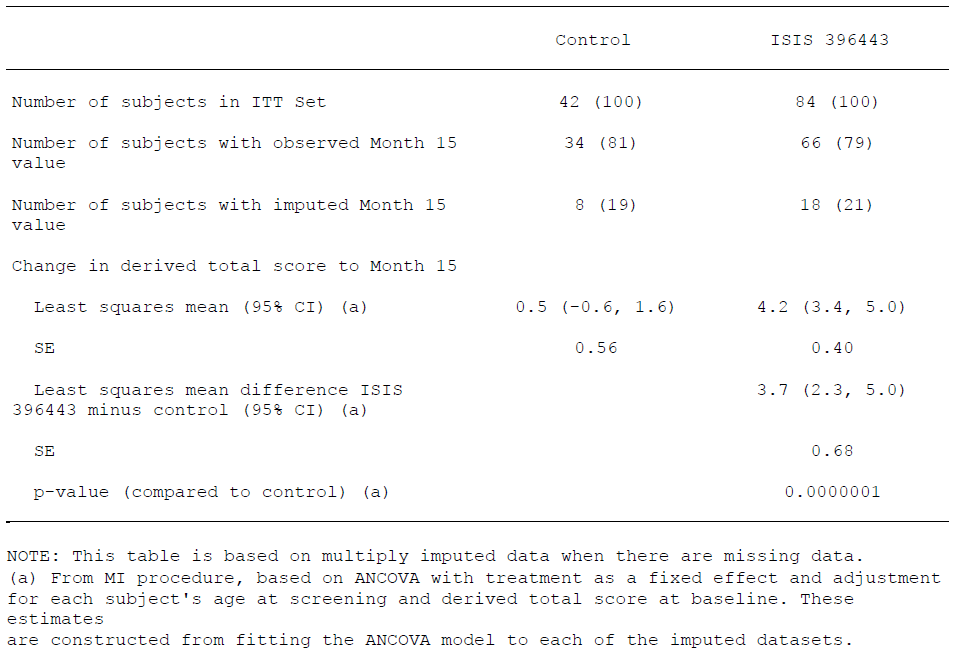 Control ISIS 396443
Number of subjects in ITT Set 42 (100) 84 (100)
Number of subjects with observed Month 15 34 (81) 66 (79)
value
Number of subjects with imputed Month 15 8 (19) 18 (21)
value
Change in derived total score to Month 15
Least squares mean (95% CI) (a) 0.5 (-0.6, 1.6) 4.2 (3.4, 5.0)
SE 0.56 0.40
Least squares mean difference ISIS 3.7 (2.3, 5.0)
396443 minus control (95% CI) (a)
SE 0.68
p-value (compared to control) (a) 0.0000001
NOTE: This table is based on multiply imputed data when there are missing data.
(a) From MI procedure, based on ANCOVA with treatment as a fixed effect and adjustment
for each subject's age at screening and derived total score at baseline. These
estimates
are constructed from fitting the ANCOVA model to each of the imputed datasets.